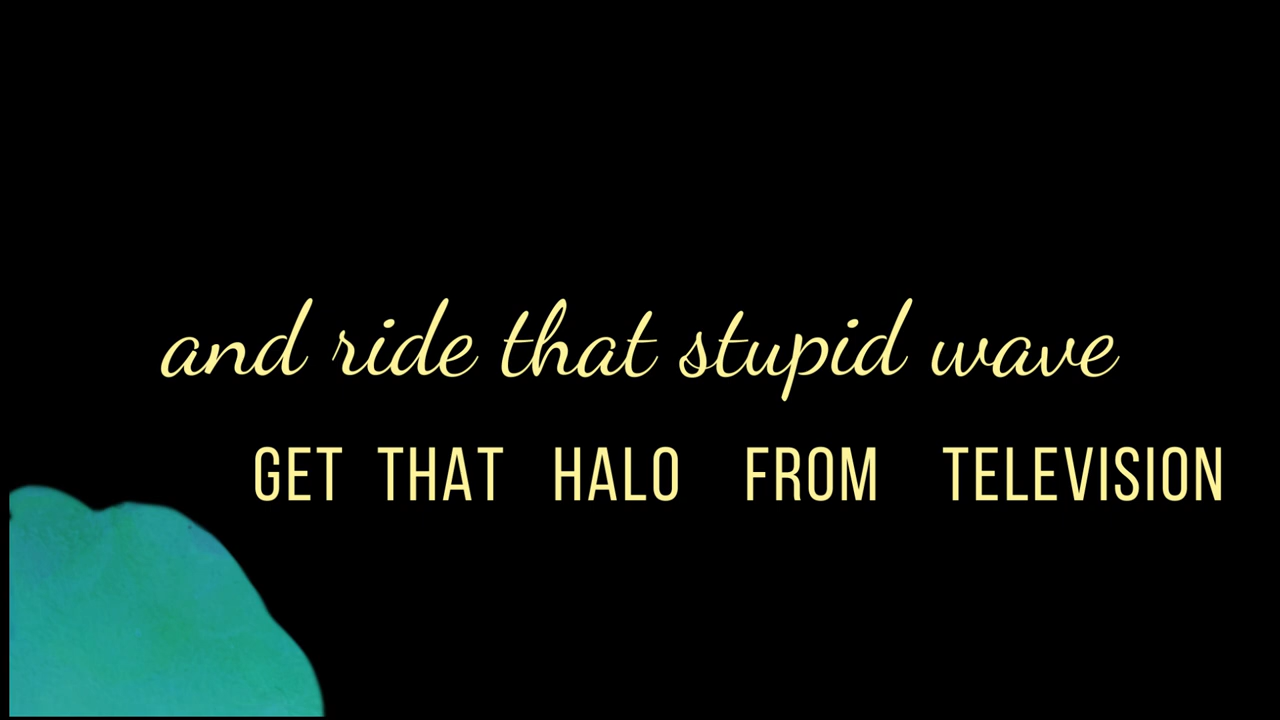 and ride that stupid wave
GET THAT HALO FROM TELEVISION